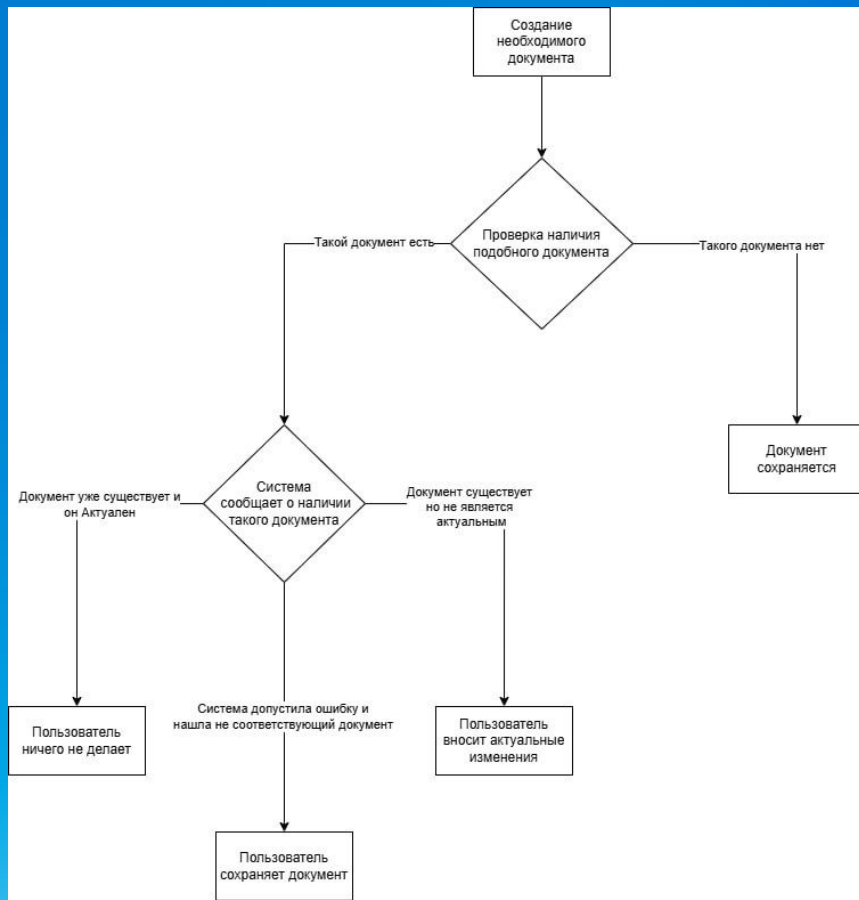 Создание
необходимого
документа
Проверка наличия
подобного документа
Такой документ есть
Такого документа нет
Документ
сохраняется
Система
сообщает о наличии
такого документа
Документ уже существует и
он Актуален
Документ существует
но не является
актуальным
Система допустила ошибку и
нашла не соответствующий документ
Пользователь
ничего не делает
Пользователь
вносит актуальные
изменения
Пользователь
сохраняет документ